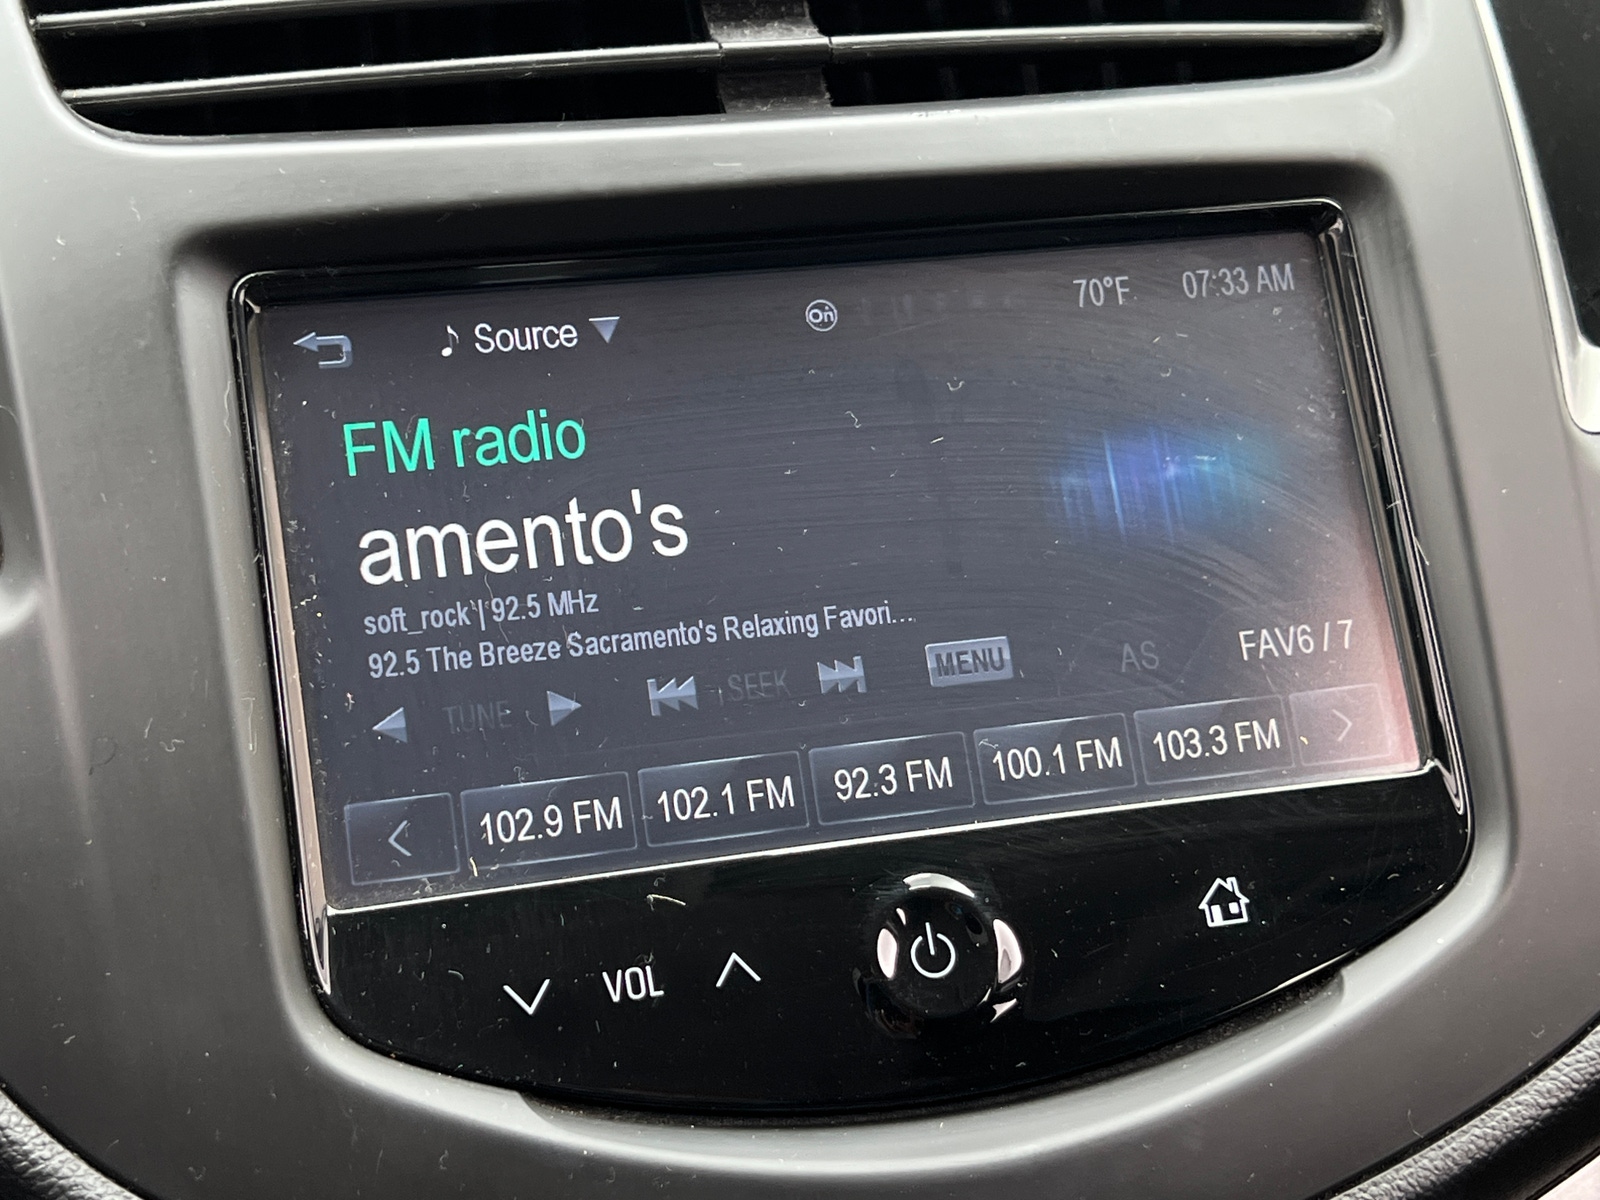 Source
On
70°F
07:33 AM
FM radio
amento's
soft_rock | 92.5 MHz
92.5 The Breeze Sacramento's Relaxing Favori...
TUNE
SEEK
MENU
AS
FAV6 / 7
102.9 FM
102.1 FM
92.3 FM
100.1 FM
103.3 FM
VOL